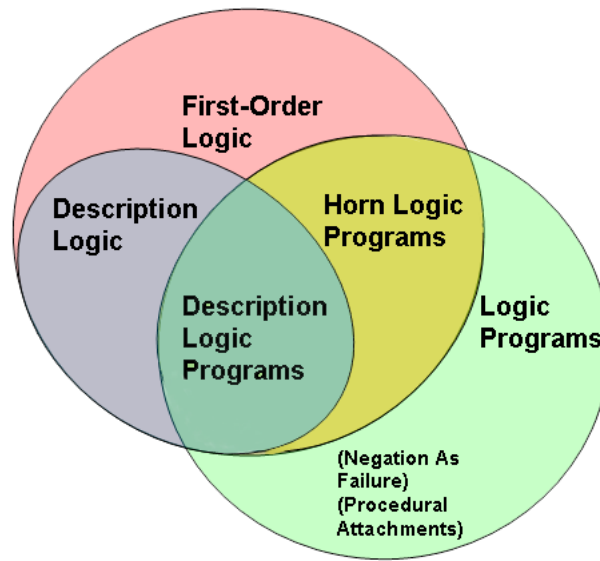 First-Order
Logic
Description
Logic
Horn Logic
Programs
Description
Logic
Programs
Logic
Programs
(Negation As
Failure)
(Procedural
Attachments)